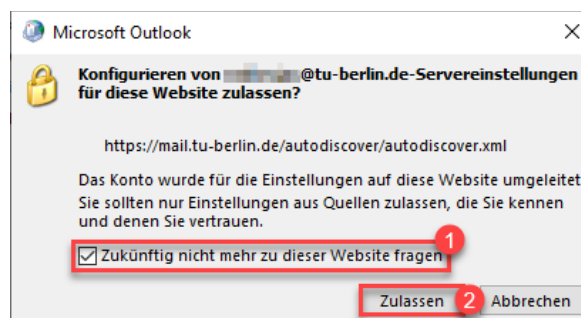 Microsoft Outlook
Konfigurieren von @tu-berlin.de-Servereinstellungen
für diese Website zulassen?
https://mail.tu-berlin.de/autodiscover/autodiscover.xml
Das Konto wurde für die Einstellungen auf diese Website umgeleitet
Sie sollten nur Einstellungen aus Quellen zulassen, die Sie kennen
und denen Sie vertrauen.
1
Zukünftig nicht mehr zu dieser Website fragen
Zulassen 2 Abbrechen